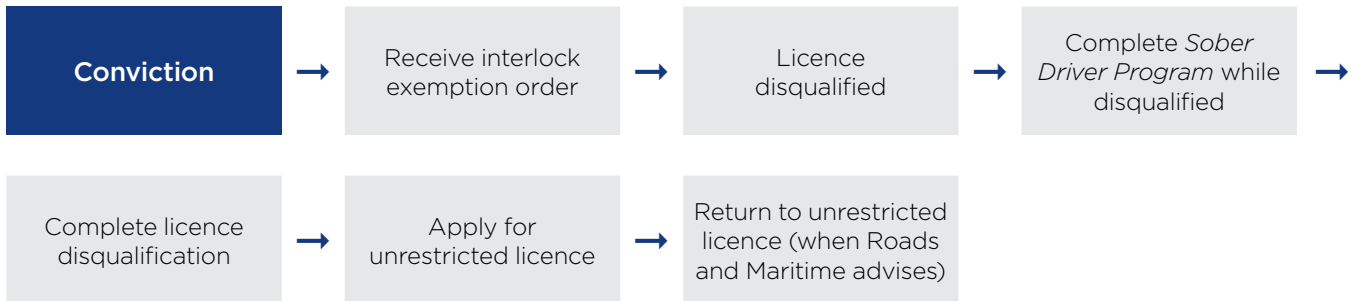 Conviction
Receive interlock
exemption order
Licence
disqualified
Complete Sober
Driver Program while
disqualified
Complete licence
disqualification
Apply for
unrestricted licence
Return to unrestricted
licence (when Roads
and Maritime advises)